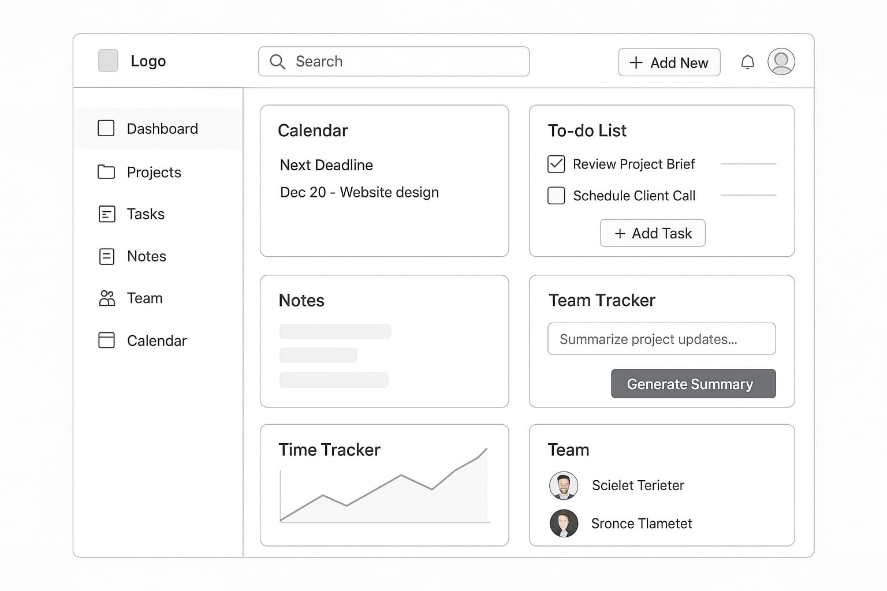 Logo
Search
+ Add New
Dashboard
Projects
Tasks
Notes
Team
Calendar
Calendar
Next Deadline
Dec 20 - Website design
To-do List
Review Project Brief
Schedule Client Call
+ Add Task
Notes
Team Tracker
Summarize project updates...
Generate Summary
Time Tracker
Team
Scielet Terieter
Sronce Tlametet